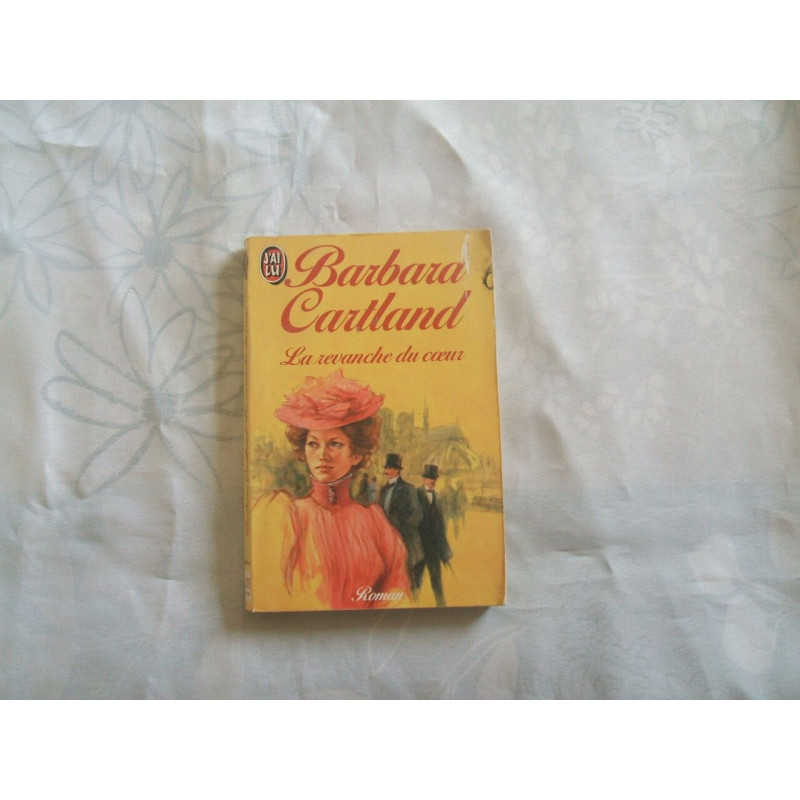 J'AI
LU
Barbara
Cartland
La revanche du cœur
Roman